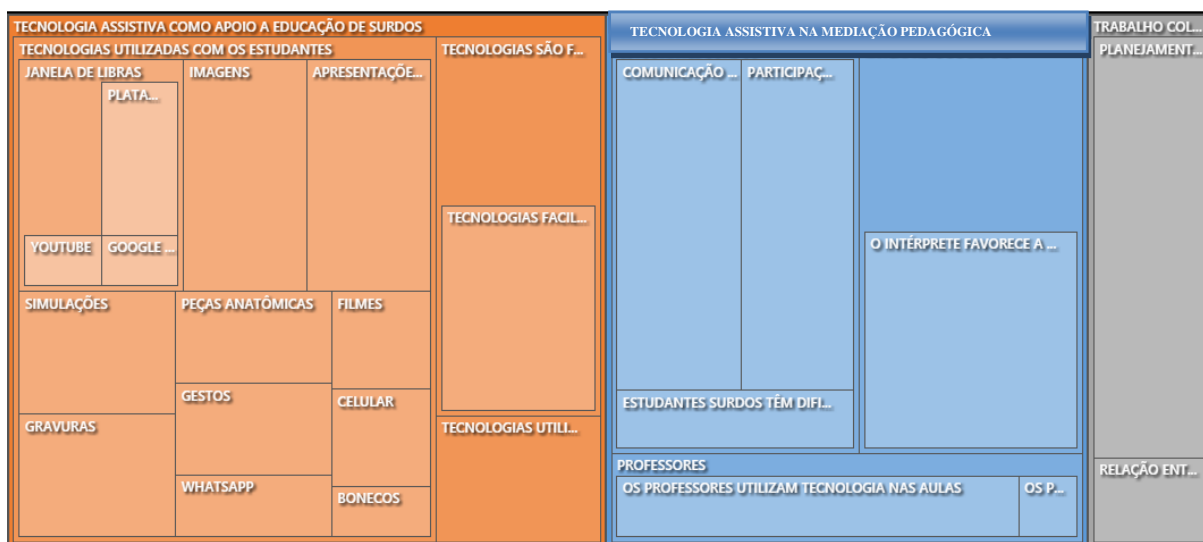 TECNOLOGIA ASSISTIVA COMO APOIO A EDUCAÇÃO DE SURDOS
TECNOLOGIAS UTILIZADAS COM OS ESTUDANTES
JANELA DE LIBRAS
PLATA...
YOUTUBE
GOOGLE ...
IMAGENS
APRESENTAÇÕE...
SIMULAÇÕES
GRAVURAS
PEÇAS ANATÔMICAS
GESTOS
WHATSAPP
FILMES
CELULAR
BONECOS
TECNOLOGIAS SÃO F...
TECNOLOGIAS FACIL...
TECNOLOGIAS UTILI...
TECNOLOGIA ASSISTIVA NA MEDIAÇÃO PEDAGÓGICA
COMUNICAÇÃO ...
PARTICIPAÇ...
ESTUDANTES SURDOS TÊM DIFI...
O INTÉRPRETE FAVORECE A ...
PROFESSORES
OS PROFESSORES UTILIZAM TECNOLOGIA NAS AULAS
OS P...
TRABALHO COL...
PLANEJAMENT...
RELAÇÃO ENT...